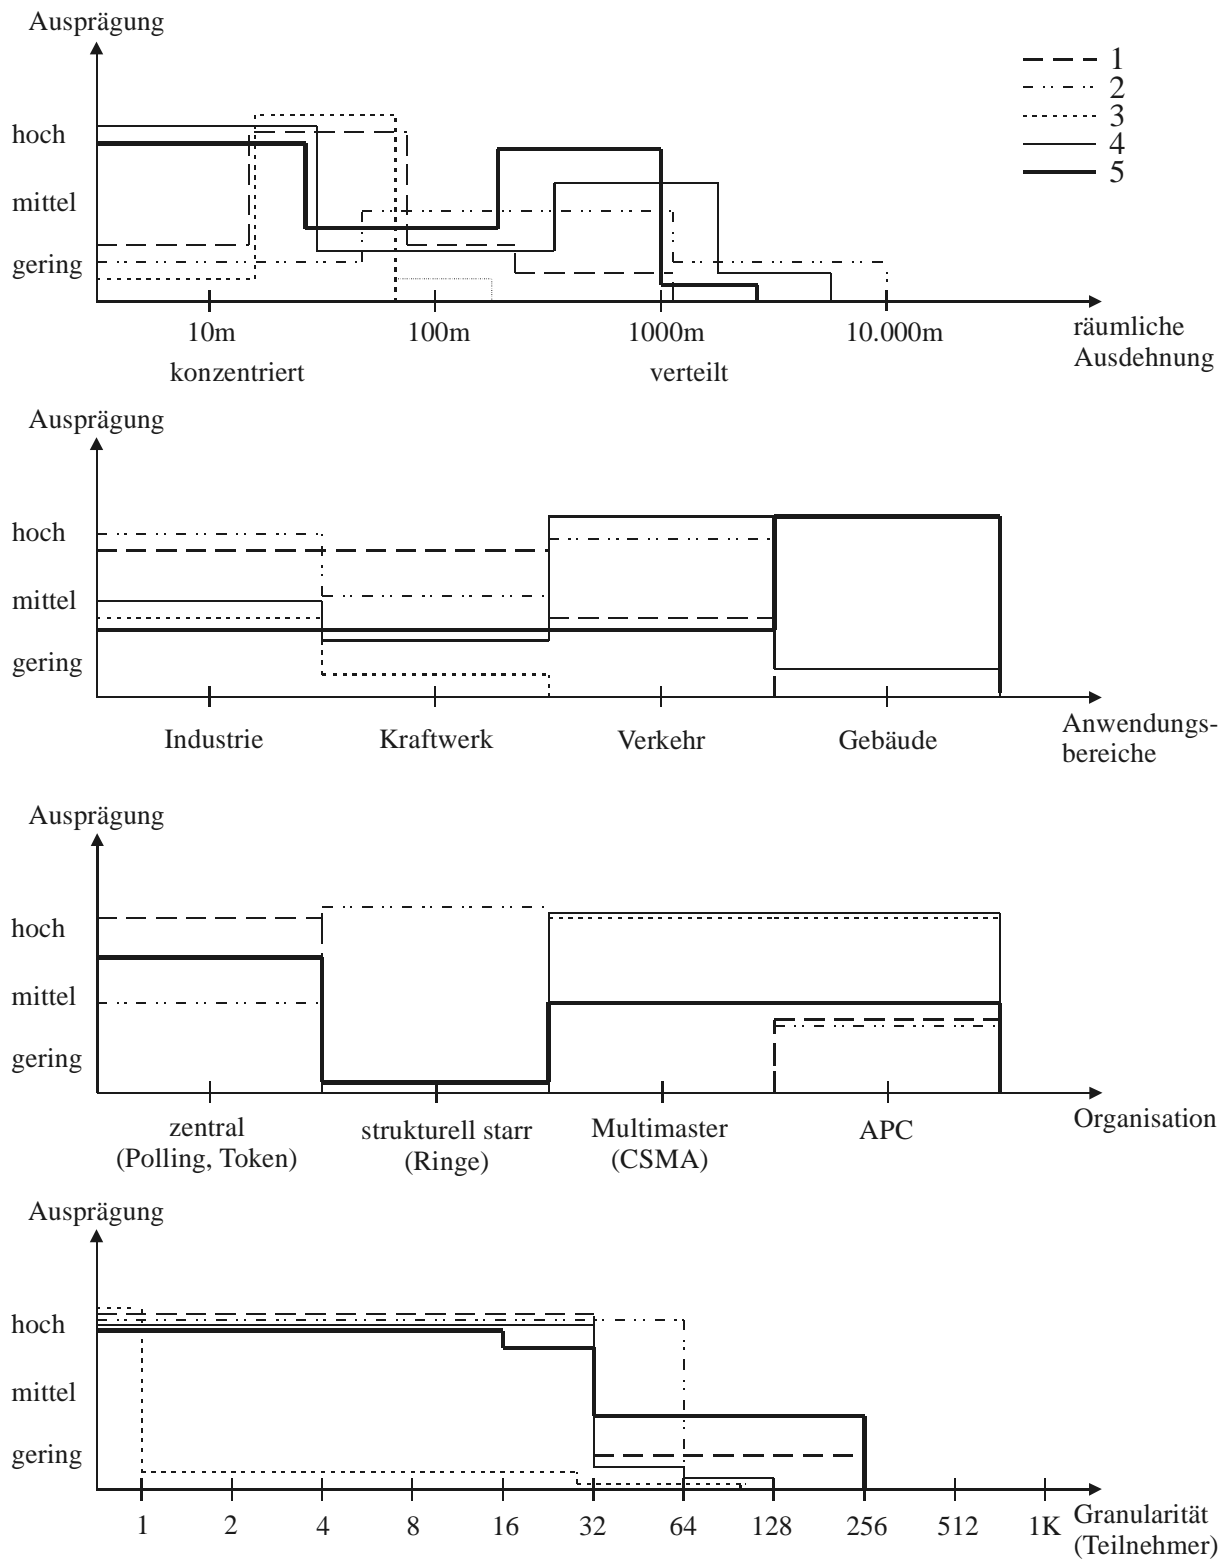 Ausprägung
1
2
3
4
5
hoch
mittel
gering
10m 100m 1000m 10.000m räumliche
Ausdehnung
konzentriert verteilt
Ausprägung
hoch
mittel
gering
Industrie Kraftwerk Verkehr Gebäude Anwendungs-
bereiche
Ausprägung
hoch
mittel
gering
zentral strukturell starr Multimaster APC Organisation
(Polling, Token) (Ringe) (CSMA)
Ausprägung
hoch
mittel
gering
1 2 4 8 16 32 64 128 256 512 1K Granularität
(Teilnehmer)